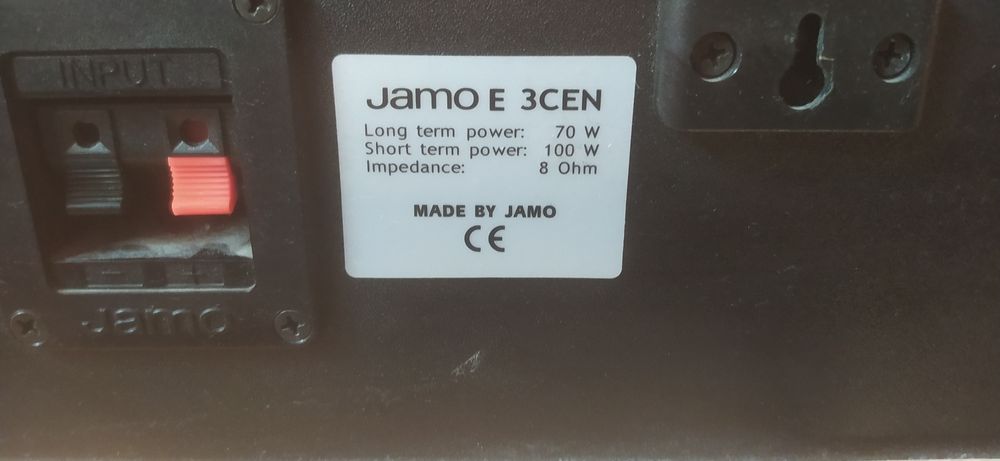 INPUT
- +
Jamo
Jamo E 3CEN
Long term power: 70 W
Short term power: 100 W
Impedance: 8 Ohm
MADE BY JAMO
CE